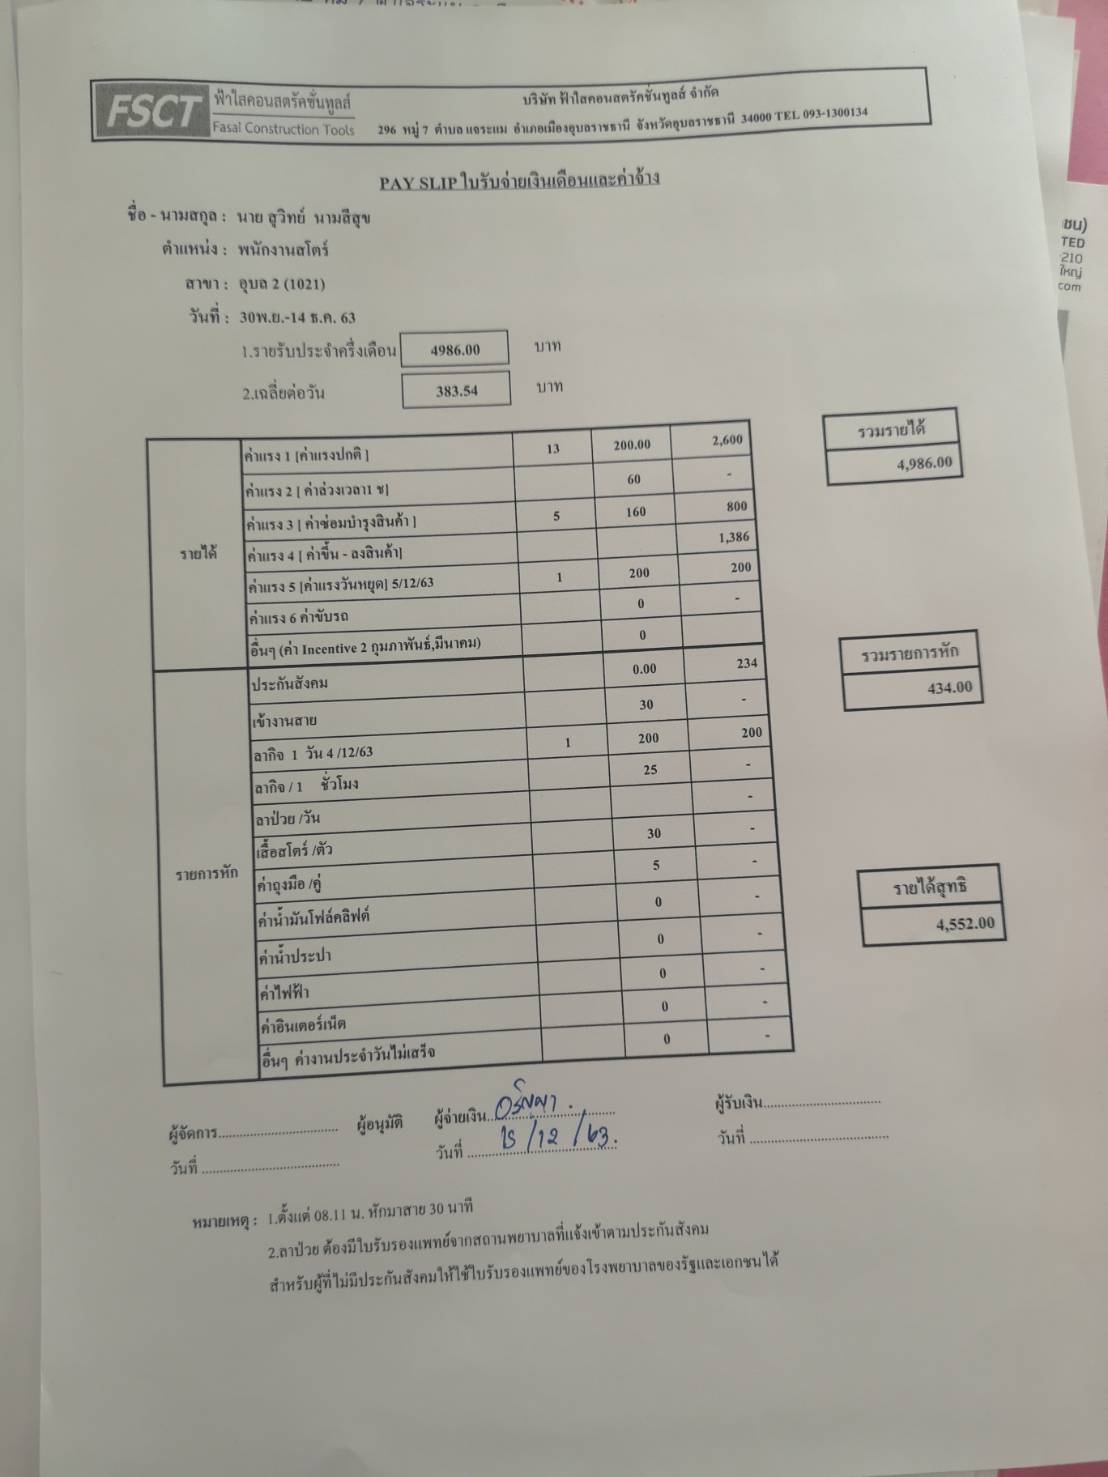 FSCT ฟ้าใสคอนสตรัคชั่นทูลส์
Fasai Construction Tools
บริษัท ฟ้าใสคอนสตรัคชั่นทูลส์ จำกัด
296 หมู่ 7 ตำบล แจระแม อำเภอเมืองอุบลราชธานี จังหวัดอุบลราชธานี 34000 TEL 093-1300134
PAY SLIP ใบรับจ่ายเงินเดือนและค่าจ้าง
ชื่อ - นามสกุล : นาย สุวิทย์ นามสีสุข
ตำแหน่ง : พนักงานสโตร์
สาขา : อุบล 2 (1021)
วันที่ : 30พ.ย.-14 ธ.ค. 63
1.รายรับประจำครึ่งเดือน 4986.00 บาท
2.เฉลี่ยต่อวัน 383.54 บาท
รายได้
ค่าแรง 1 [ค่าแรงปกติ ] 13 200.00 2,600
ค่าแรง 2 [ ค่าล่วงเวลา1 ช] 60 -
ค่าแรง 3 [ ค่าซ่อมบำรุงสินค้า ] 5 160 800
ค่าแรง 4 [ ค่าขึ้น - ลงสินค้า] 1,386
ค่าแรง 5 [ค่าแรงวันหยุด] 5/12/63 1 200 200
ค่าแรง 6 ค่าขับรถ 0 -
อื่นๆ (ค่า Incentive 2 กุมภาพันธ์,มีนาคม) 0
รวมรายได้
4,986.00
รายการหัก
ประกันสังคม 0.00 234
เข้างานสาย 30 -
ลากิจ 1 วัน 4 /12/63 1 200 200
ลากิจ / 1 ชั่วโมง 25 -
ลาป่วย /วัน -
เสื้อสโตร์ /ตัว 30 -
ค่าถุงมือ /คู่ 5 -
ค่าน้ำมันโฟล์คลิฟต์ 0 -
ค่าน้ำประปา 0 -
ค่าไฟฟ้า 0 -
ค่าอินเตอร์เน็ต 0 -
อื่นๆ ค่างานประจำวันไม่เสร็จ 0 -
รวมรายการหัก
434.00
รายได้สุทธิ
4,552.00
ผู้จัดการ.............................. ผู้อนุมัติ ผู้จ่ายเงิน.............................. ผู้รับเงิน..............................
วันที่ .............................. วันที่ 15/12/63. วันที่ ..............................
หมายเหตุ : 1.ตั้งแต่ 08.11 น. หักมาสาย 30 นาที
2.ลาป่วย ต้องมีใบรับรองแพทย์จากสถานพยาบาลที่แจ้งเข้าตามประกันสังคม
สำหรับผู้ที่ไม่มีประกันสังคมให้ใช้ใบรับรองแพทย์ของโรงพยาบาลของรัฐและเอกชนได้
ชน)
TED
210
ใหญ่
com